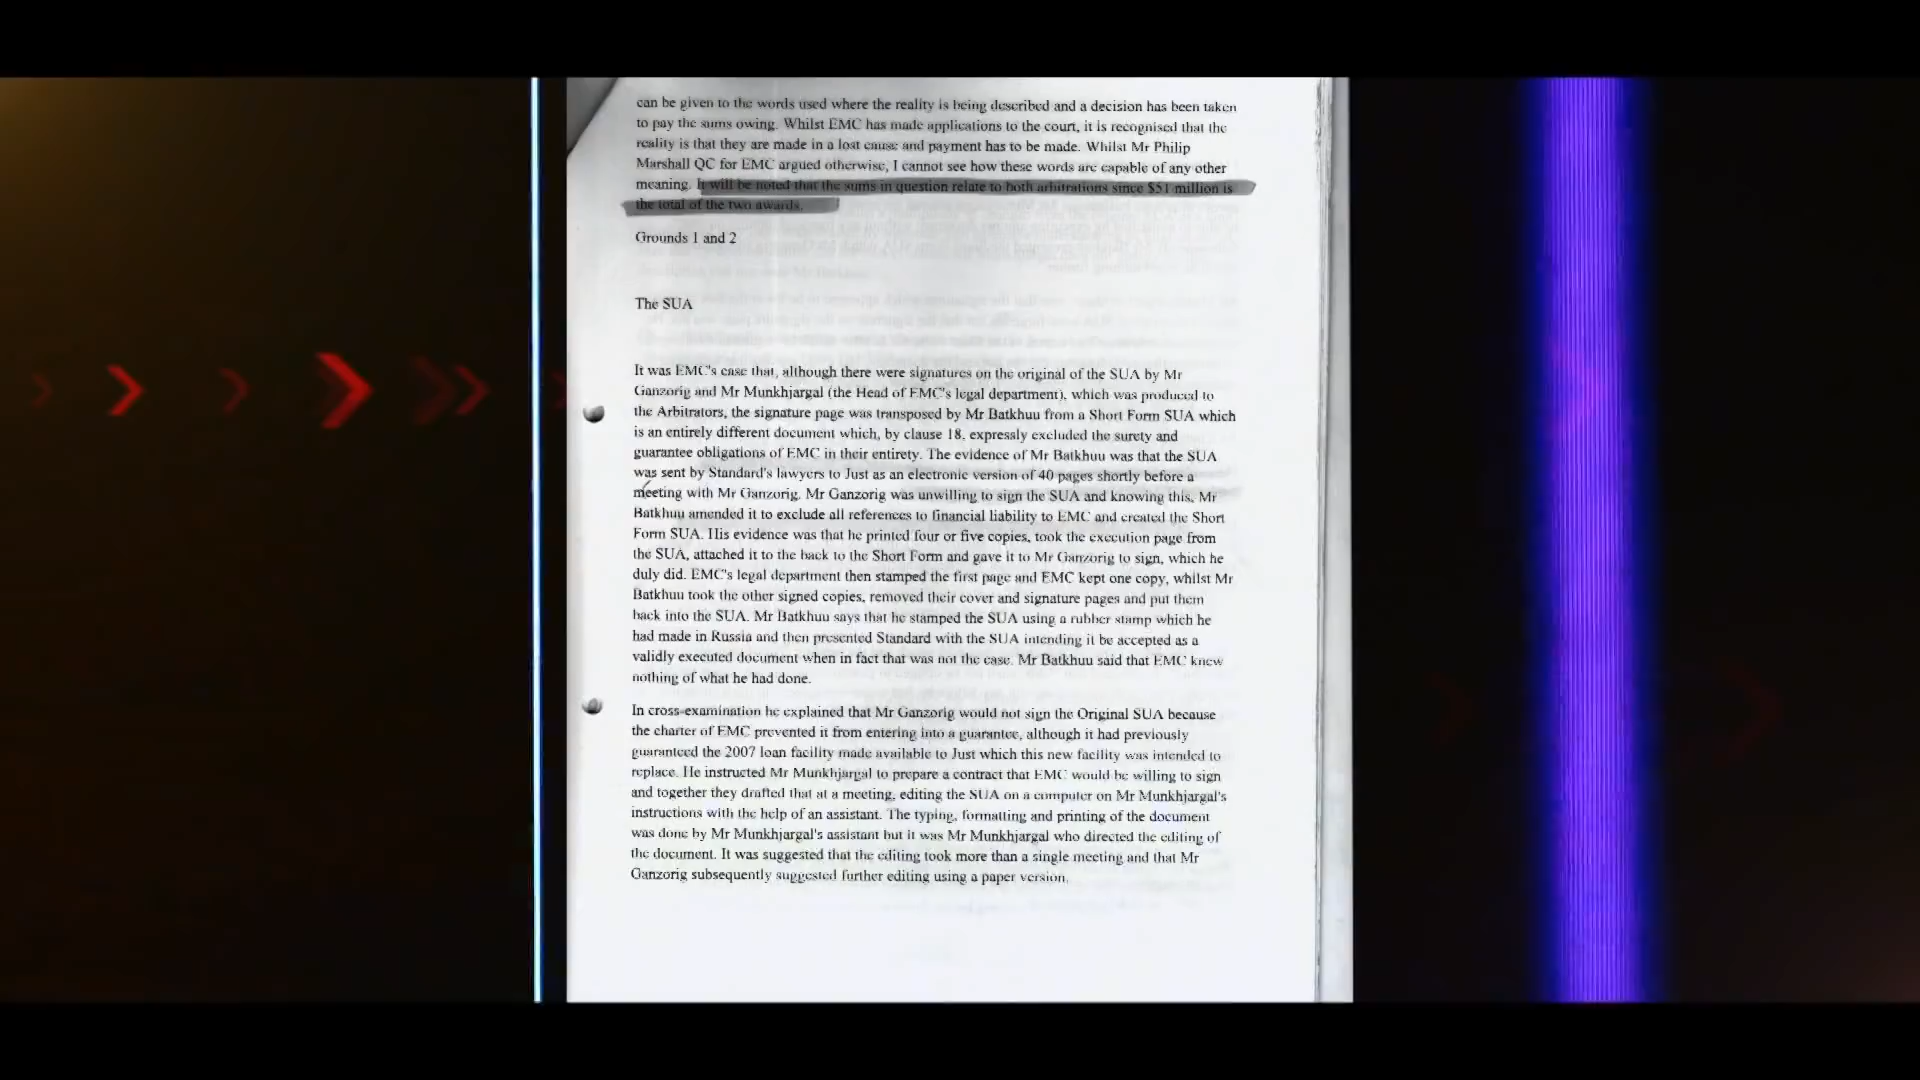 can be given to the words used where the reality is being described and a decision has been taken
to pay the sums owing. Whilst EMC has made applications to the court, it is recognised that the
reality is that they are made in a lost cause and payment has to be made. Whilst Mr Philip
Marshall QC for EMC argued otherwise, I cannot see how these words are capable of any other
meaning. It will be noted that the sums in question relate to both arbitrations since $51 million is
the total of the two awards.
Grounds 1 and 2
The SUA
It was EMC's case that, although there were signatures on the original of the SUA by Mr
Ganzorig and Mr Munkhjargal (the Head of EMC's legal department), which was produced to
the Arbitrators, the signature page was transposed by Mr Batkhuu from a Short Form SUA which
is an entirely different document which, by clause 18, expressly excluded the surety and
guarantee obligations of EMC in their entirety. The evidence of Mr Batkhuu was that the SUA
was sent by Standard's lawyers to Just as an electronic version of 40 pages shortly before a
meeting with Mr Ganzorig. Mr Ganzorig was unwilling to sign the SUA and knowing this, Mr
Batkhuu amended it to exclude all references to financial liability to EMC and created the Short
Form SUA. His evidence was that he printed four or five copies, took the execution page from
the SUA, attached it to the back to the Short Form and gave it to Mr Ganzorig to sign, which he
duly did. EMC's legal department then stamped the first page and EMC kept one copy, whilst Mr
Batkhuu took the other signed copies, removed their cover and signature pages and put them
back into the SUA. Mr Batkhuu says that he stamped the SUA using a rubber stamp which he
had made in Russia and then presented Standard with the SUA intending it be accepted as a
validly executed document when in fact that was not the case. Mr Batkhuu said that EMC knew
nothing of what he had done.
In cross-examination he explained that Mr Ganzorig would not sign the Original SUA because
the charter of EMC prevented it from entering into a guarantee, although it had previously
guaranteed the 2007 loan facility made available to Just which this new facility was intended to
replace. He instructed Mr Munkhjargal to prepare a contract that EMC would be willing to sign
and together they drafted that at a meeting, editing the SUA on a computer on Mr Munkhjargal's
instructions with the help of an assistant. The typing, formatting and printing of the document
was done by Mr Munkhjargal's assistant but it was Mr Munkhjargal who directed the editing of
the document. It was suggested that the editing took more than a single meeting and that Mr
Ganzorig subsequently suggested further editing using a paper version.